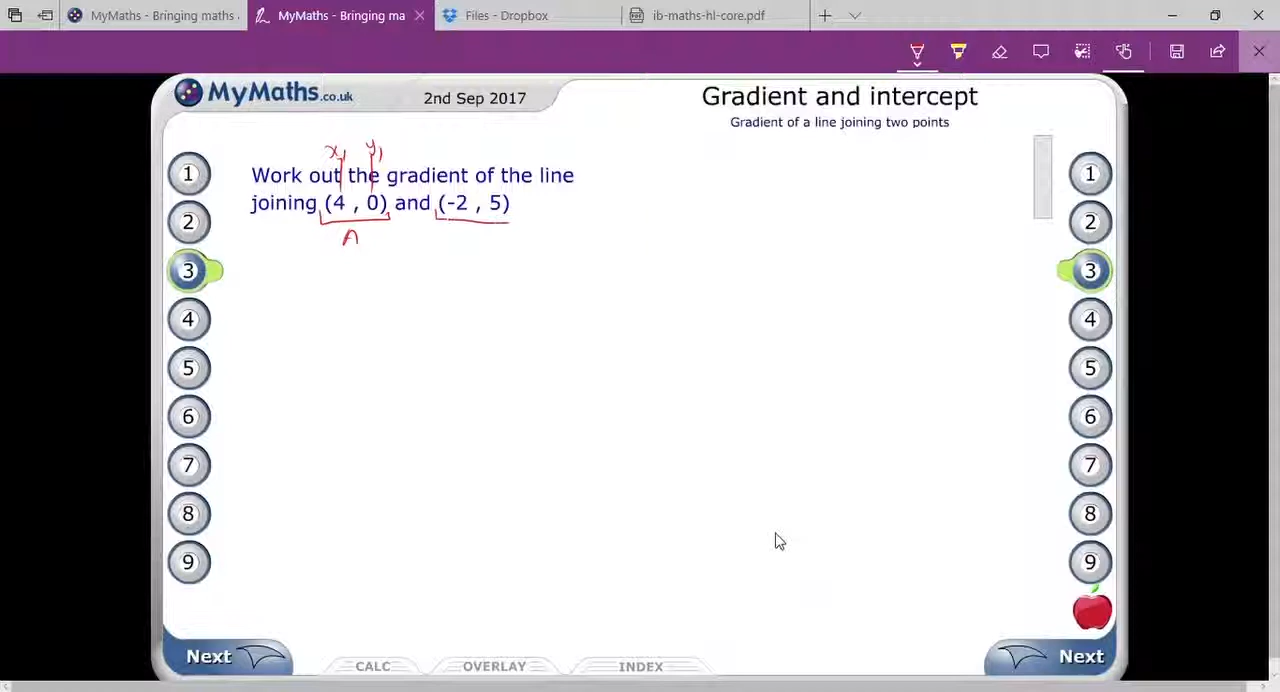 MyMaths - Bringing maths
MyMaths - Bringing ma
Files - Dropbox
ib-maths-hl-core.pdf
MyMaths.co.uk
2nd Sep 2017
Gradient and intercept
Gradient of a line joining two points
x₁ y₁
Work out the gradient of the line
joining (4 , 0) and (-2 , 5)
A
1
2
3
4
5
6
7
8
9
1
2
3
4
5
6
7
8
9
Next
CALC
OVERLAY
INDEX
Next